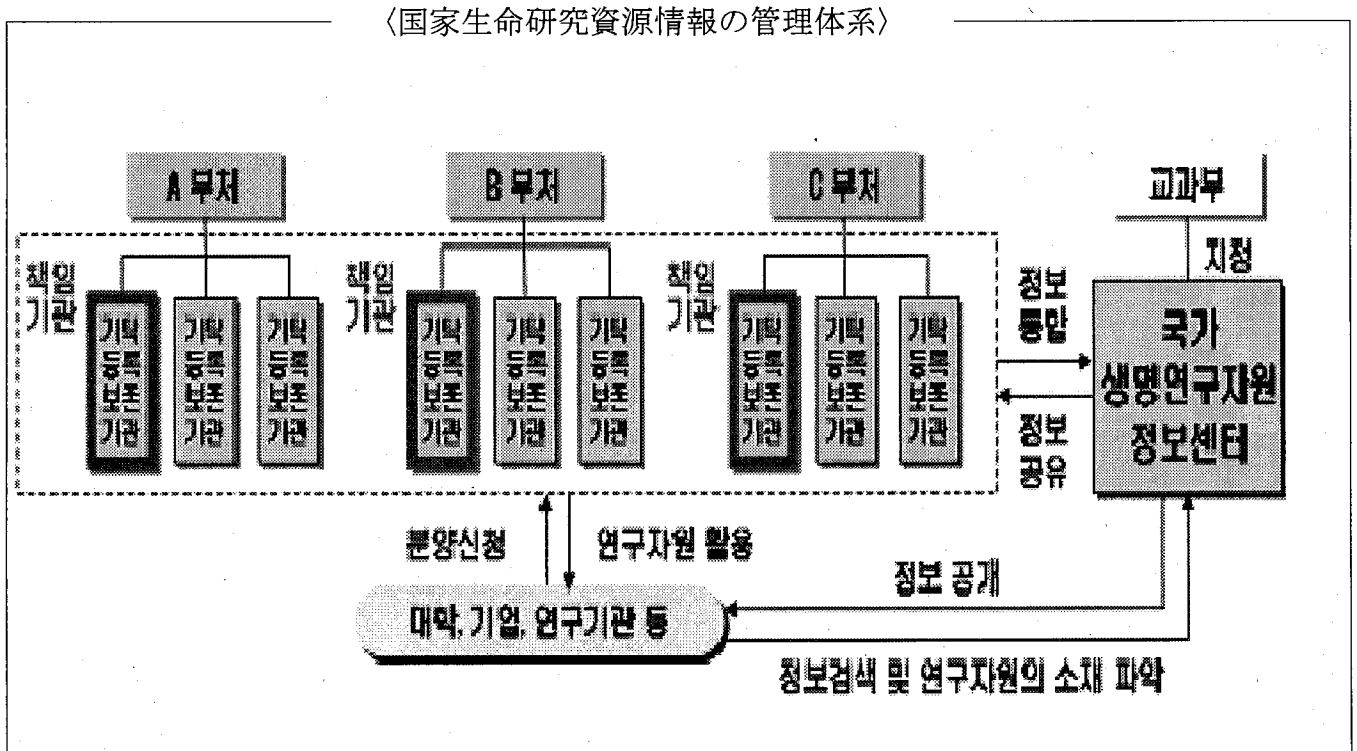 〈国家生命研究資源情報の管理体系〉
A 부처
B 부처
C 부처
교과부
지정
책임
기관
기탁
등록
보존
기관
기탁
등록
보존
기관
기탁
등록
보존
기관
책임
기관
기탁
등록
보존
기관
기탁
등록
보존
기관
기탁
등록
보존
기관
책임
기관
기탁
등록
보존
기관
기탁
등록
보존
기관
기탁
등록
보존
기관
정보
통합
정보
공유
국가
생명연구자원
정보센터
분양신청
연구자원 활용
정보 공개
대학, 기업, 연구기관 등
정보검색 및 연구자원의 소재 파악